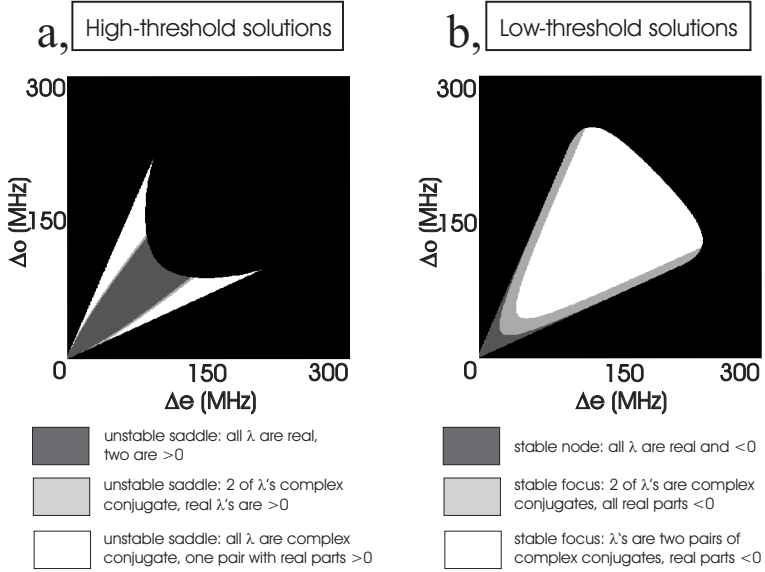 a, High-threshold solutions
300
150
0
150
300
Δo (MHz)
Δe (MHz)
unstable saddle: all λ are real,
two are >0
unstable saddle: 2 of λ's complex
conjugate, real λ's are >0
unstable saddle: all λ are complex
conjugate, one pair with real parts >0
b, Low-threshold solutions
300
150
0
150
300
Δo (MHz)
Δe (MHz)
stable node: all λ are real and <0
stable focus: 2 of λ's are complex
conjugates, all real parts <0
stable focus: λ's are two pairs of
complex conjugates, real parts <0